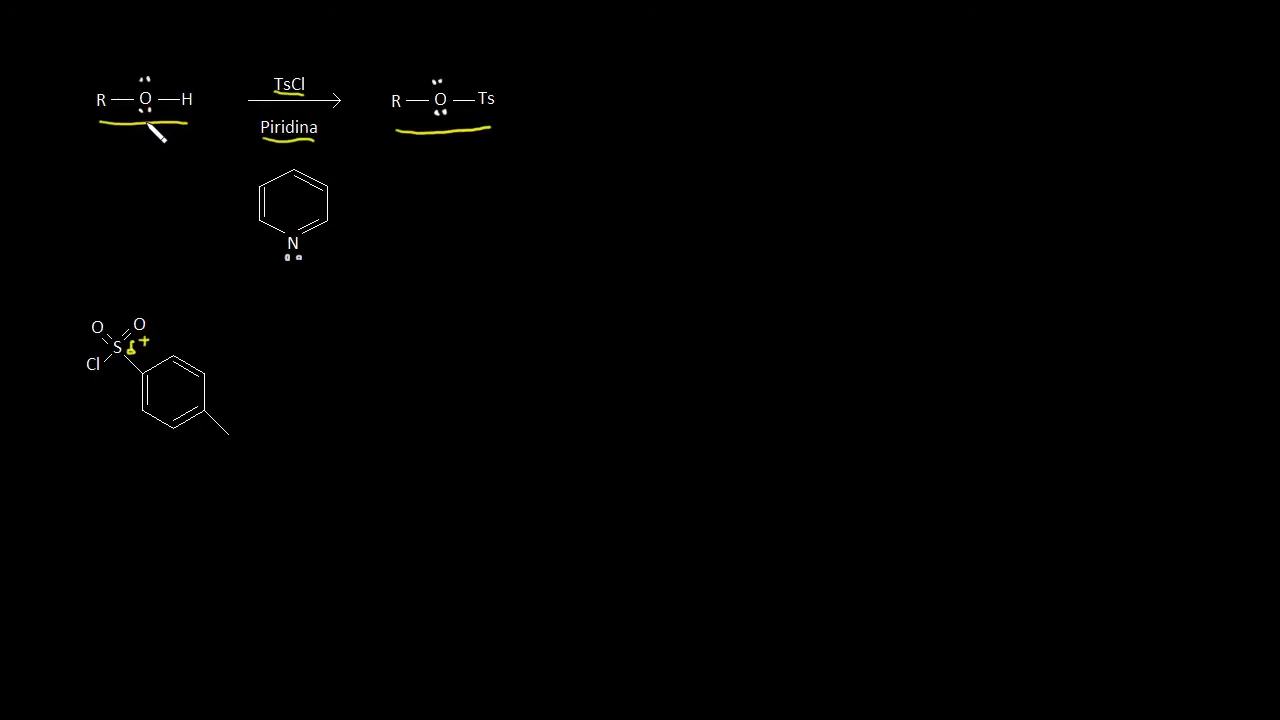 R — O — H
TsCl
Piridina
R — O — Ts
N
O O
S δ+
Cl